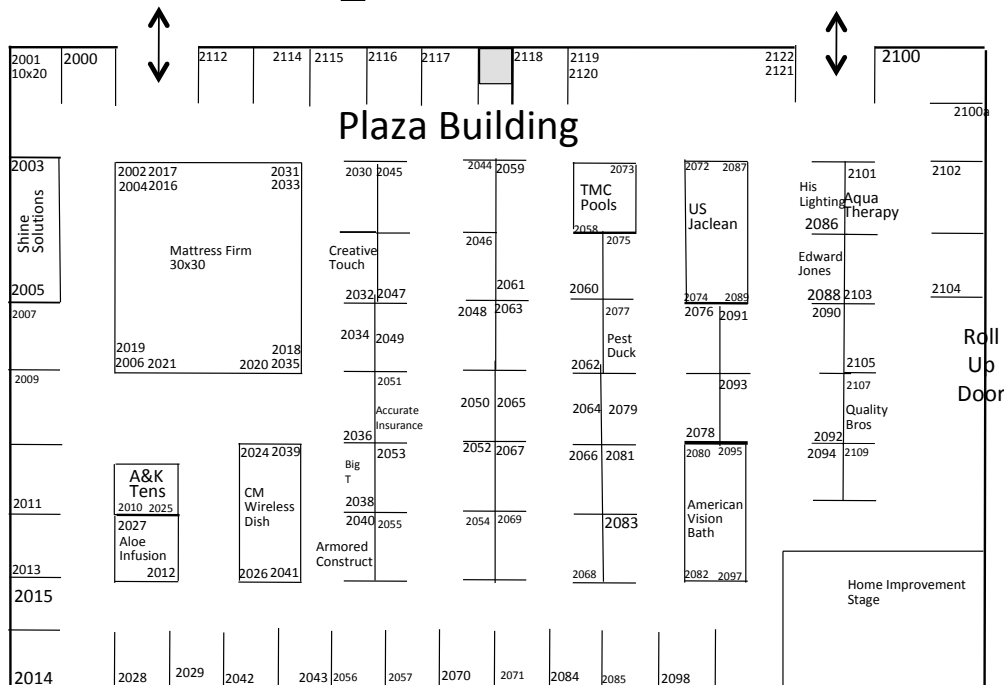 2001 2000 2112 2114 2115 2116 2117 2118 2119 2122 2100
10x20 2120 2121
2100a
Plaza Building
2003 2002 2017 2031 2030 2045 2044 2059 2073 2072 2087 2101 2102
2004 2016 2033
Shine
Solutions
TMC
Pools
US
Jaclean
His
Lighting
Aqua
Therapy
2058 2086
Mattress Firm
30x30
Creative
Touch
2046 2075
Edward
Jones
2005 2032 2047 2061 2060 2074 2089 2088 2103 2104
2007 2048 2063 2077 2076 2091 2090
2034 2049
Pest
Duck
Roll
Up
Door
2019 2018
2006 2021 2020 2035 2062 2105
2009 2051 2093 2107
2050 2065 2064 2079
Accurate
Insurance
Quality
Bros
2036 2078 2092
2024 2039 2053 2052 2067 2066 2081 2080 2095 2094 2109
A&K
Tens
Big
T
CM
Wireless
Dish
American
Vision
Bath
2011 2010 2025 2038
2027 2040 2055 2054 2069 2083
Aloe
Infusion
Armored
Construct
2013 2012 2026 2041 2068 2082 2097
Home Improvement
Stage
2015
2014 2028 2029 2042 2043 2056 2057 2070 2071 2084 2085 2098